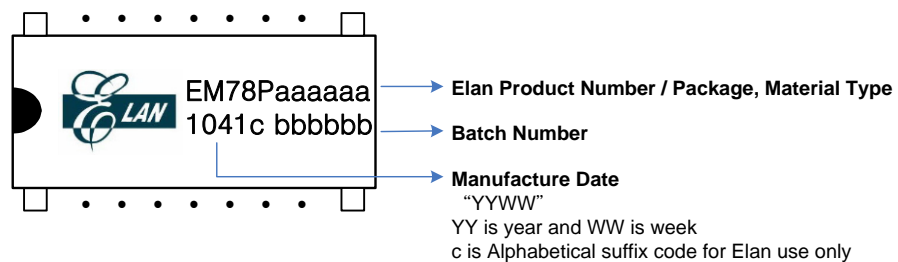 ELAN
EM78Paaaaaa
1041c bbbbbb
Elan Product Number / Package, Material Type
Batch Number
Manufacture Date
“YYWW”
YY is year and WW is week
c is Alphabetical suffix code for Elan use only